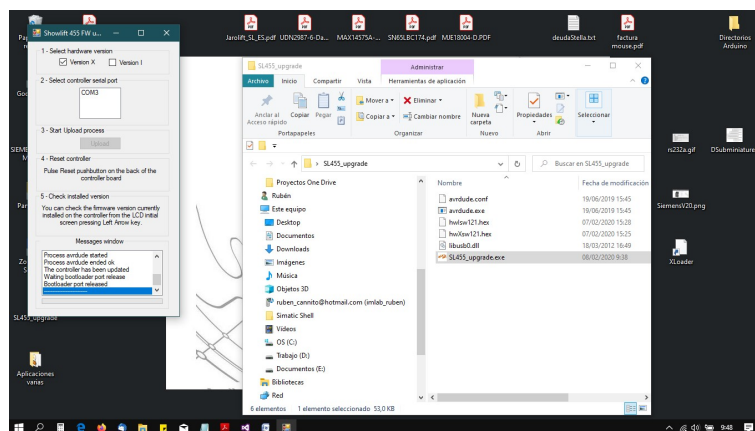 Jarolift_SL_ES.pdf
UDN2987-6-Da...
MAX14575A-...
SN65LBC174.pdf
MJE18004-D.PDF
deudaStella.txt
factura
mouse.pdf
Directorios
Arduino
rs232a.gif
DSubminiature
SiemensV20.png
XLoader
SL455_upgrade
Aplicaciones
varias
Showlift 455 FW u...
1 - Select hardware version
Version X
Version I
2 - Select controller serial port
COM3
3 - Start Upload process
Upload
4 - Reset controller
Pulse Reset pushbutton on the back of the
controller board
5 - Check installed version
You can check the firmware version currently
installed on the controller from the LCD initial
screen pressing Left Arrow key.
Messages window
Process avrdude started
Process avrdude ended ok
The controller has been updated
Waiting bootloader port release
Bootloader port released
SL455_upgrade
Administrar
Archivo
Inicio
Compartir
Vista
Herramientas de aplicación
Anclar al
Acceso rápido
Copiar
Pegar
Mover a
Copiar a
Eliminar
Cambiar nombre
Nueva
carpeta
Propiedades
Seleccionar
Portapapeles
Organizar
Nuevo
Abrir
SL455_upgrade
Buscar en SL455_upgrade
Proyectos One Drive
Rubén
Este equipo
Desktop
Documentos
Downloads
Imágenes
Música
Objetos 3D
ruben_cannito@hotmail.com (imlab_ruben)
Simatic Shell
Videos
OS (C:)
Trabajo (D:)
Documentos (E:)
Bibliotecas
Red
Nombre
Fecha de modificación
avrdude.conf
19/06/2019 15:45
avrdude.exe
19/06/2019 15:45
hwIsw121.hex
07/02/2020 15:28
hwXsw121.hex
07/02/2020 15:25
libusb0.dll
18/03/2012 16:49
SL455_upgrade.exe
08/02/2020 9:38
6 elementos
1 elemento seleccionado 53,0 KB
9:48